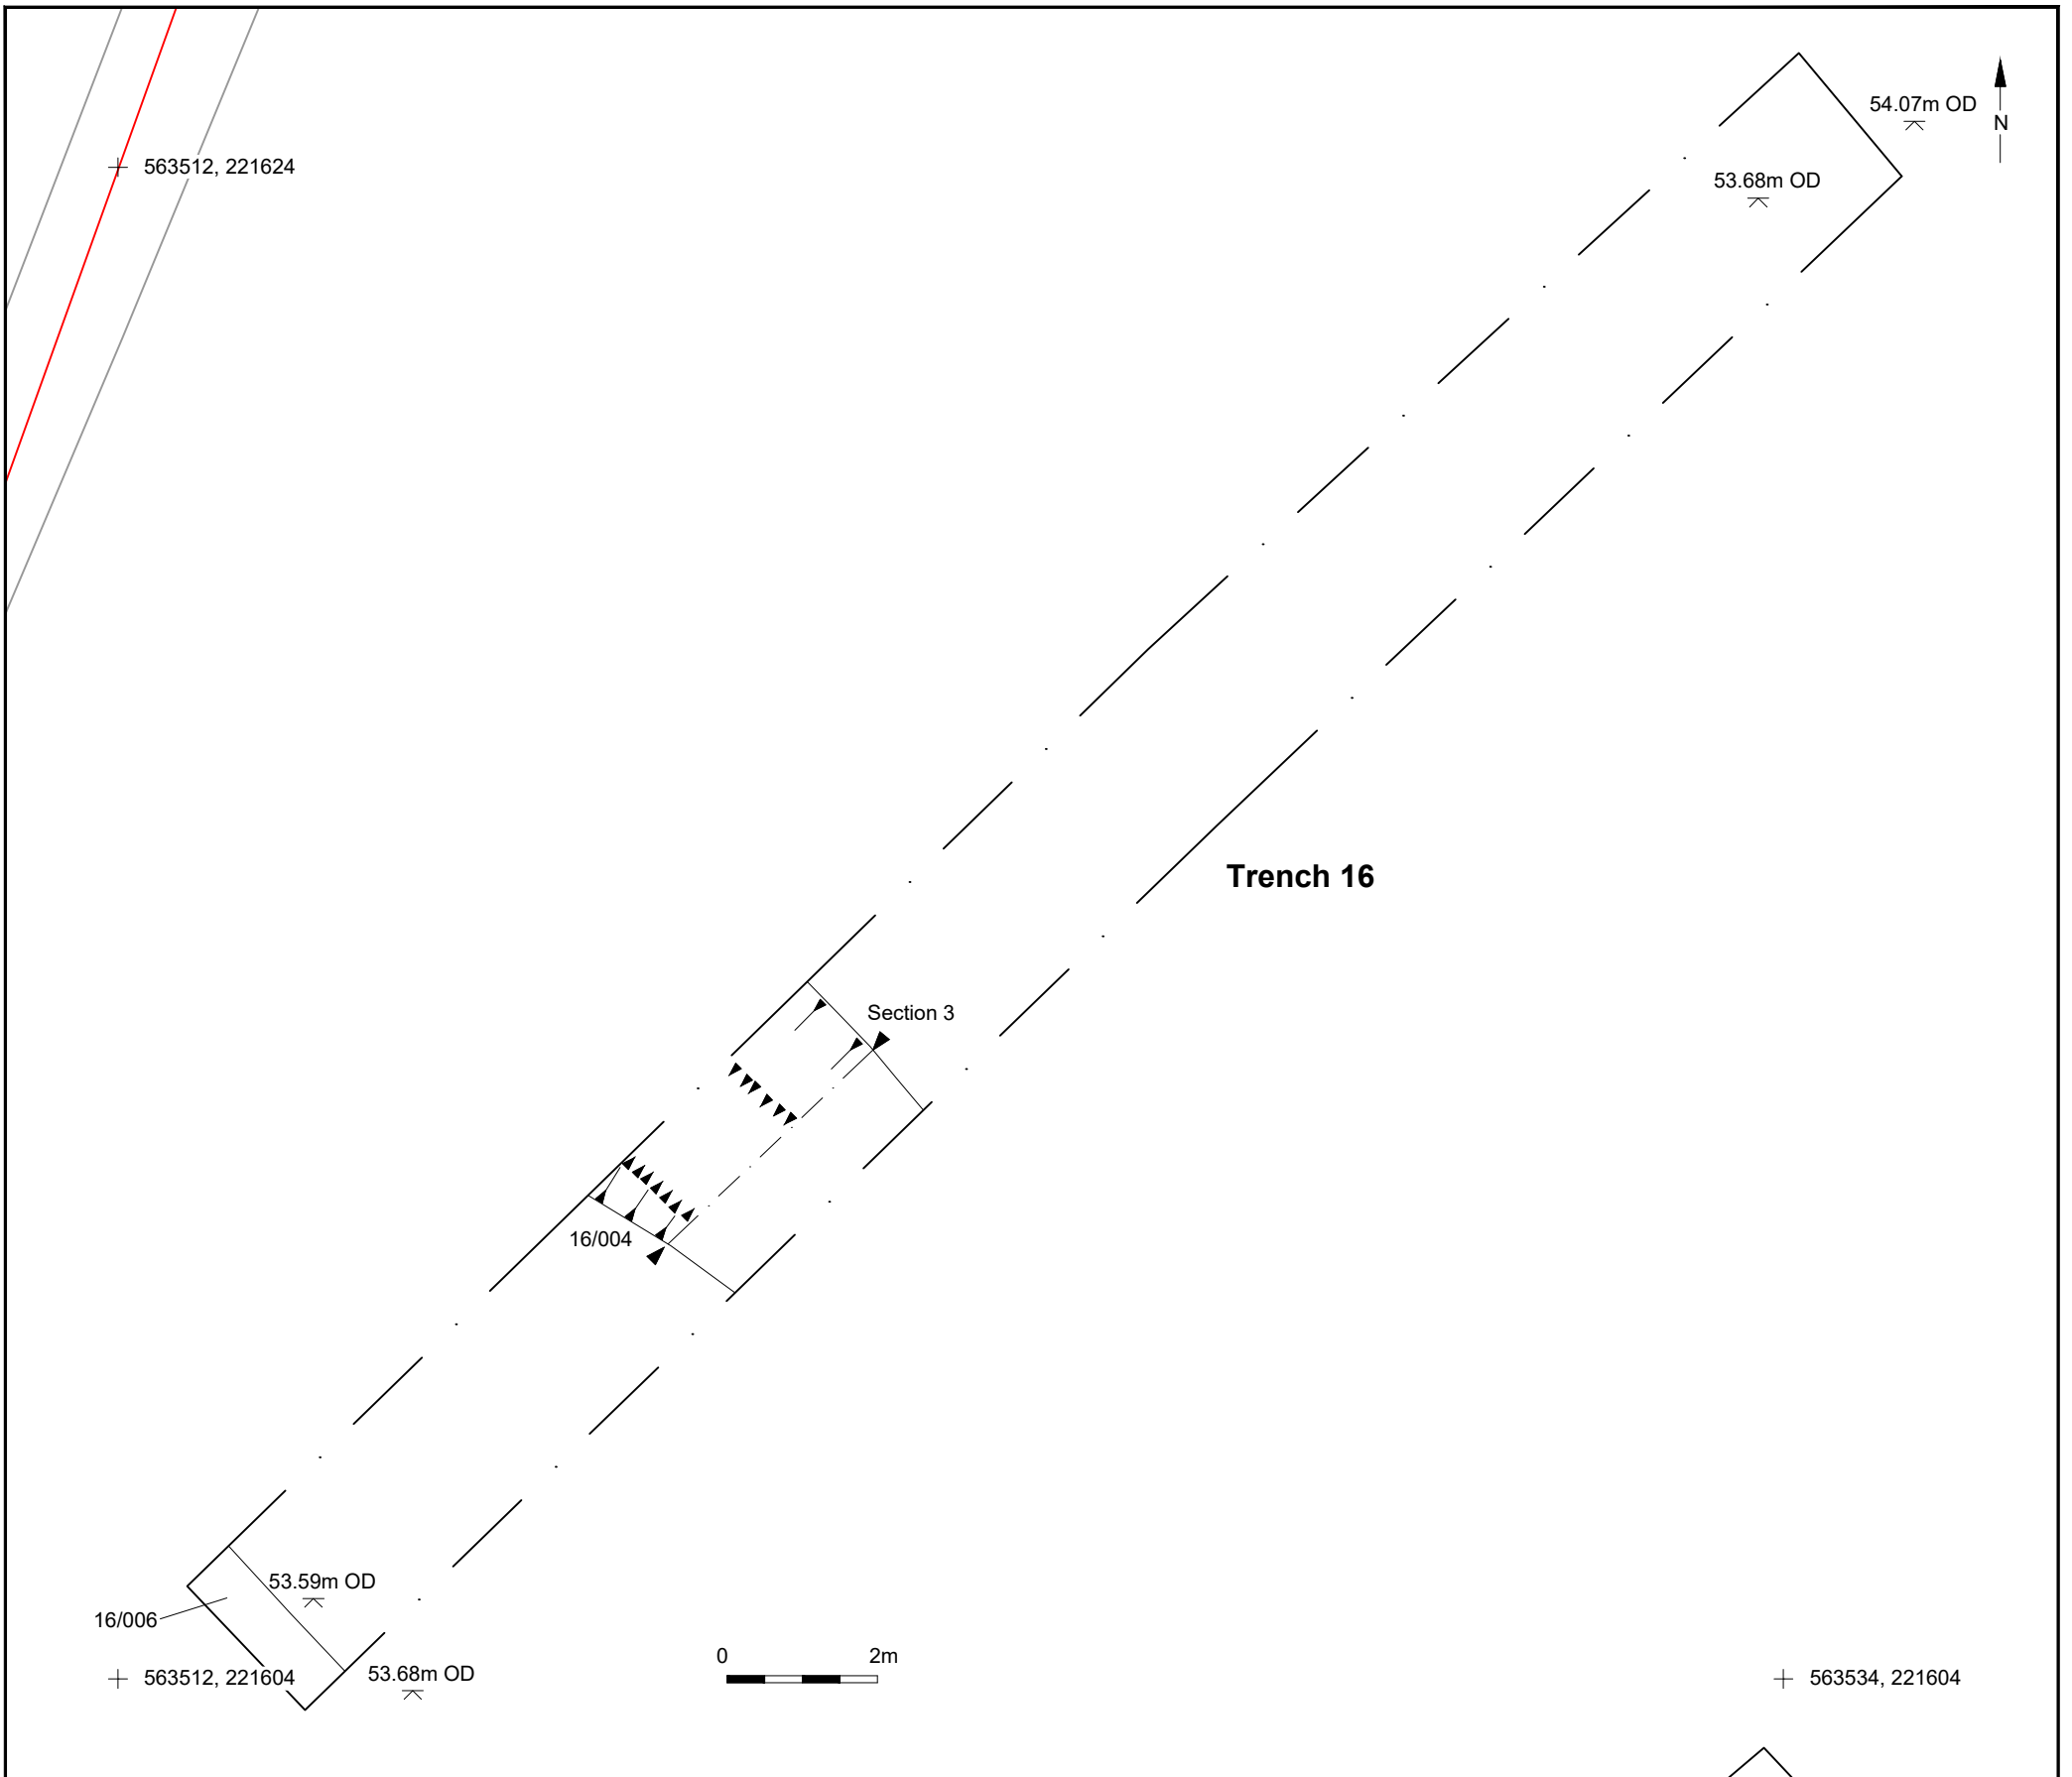 54.07m OD
N
563512, 221624
53.68m OD
Trench 16
Section 3
16/004
53.59m OD
16/006
0 2m
563512, 221604
53.68m OD
563534, 221604